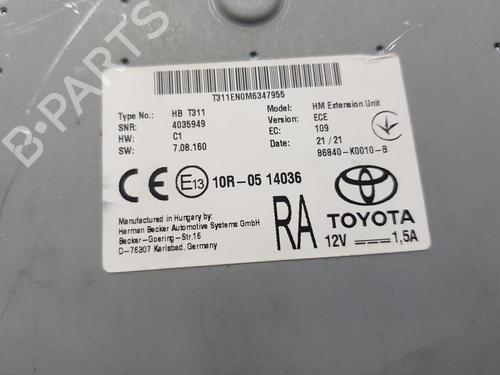 B-PARTS
T311EN0M6347955
Type No.: HB T311 Model: HM Extension Unit
SNR: 4035949 Version: ECE
HW: C1 EC: 109
SW: 7.08.160 21/21
86840-K0010-B
CE E13 10R-05 14036
Manufactured in Hungary by:
Harman Becker Automotive Systems GmbH
Becker-Goering-Str.16
D-76307 Karlsbad, Germany
RA
TOYOTA
12V 1,5A